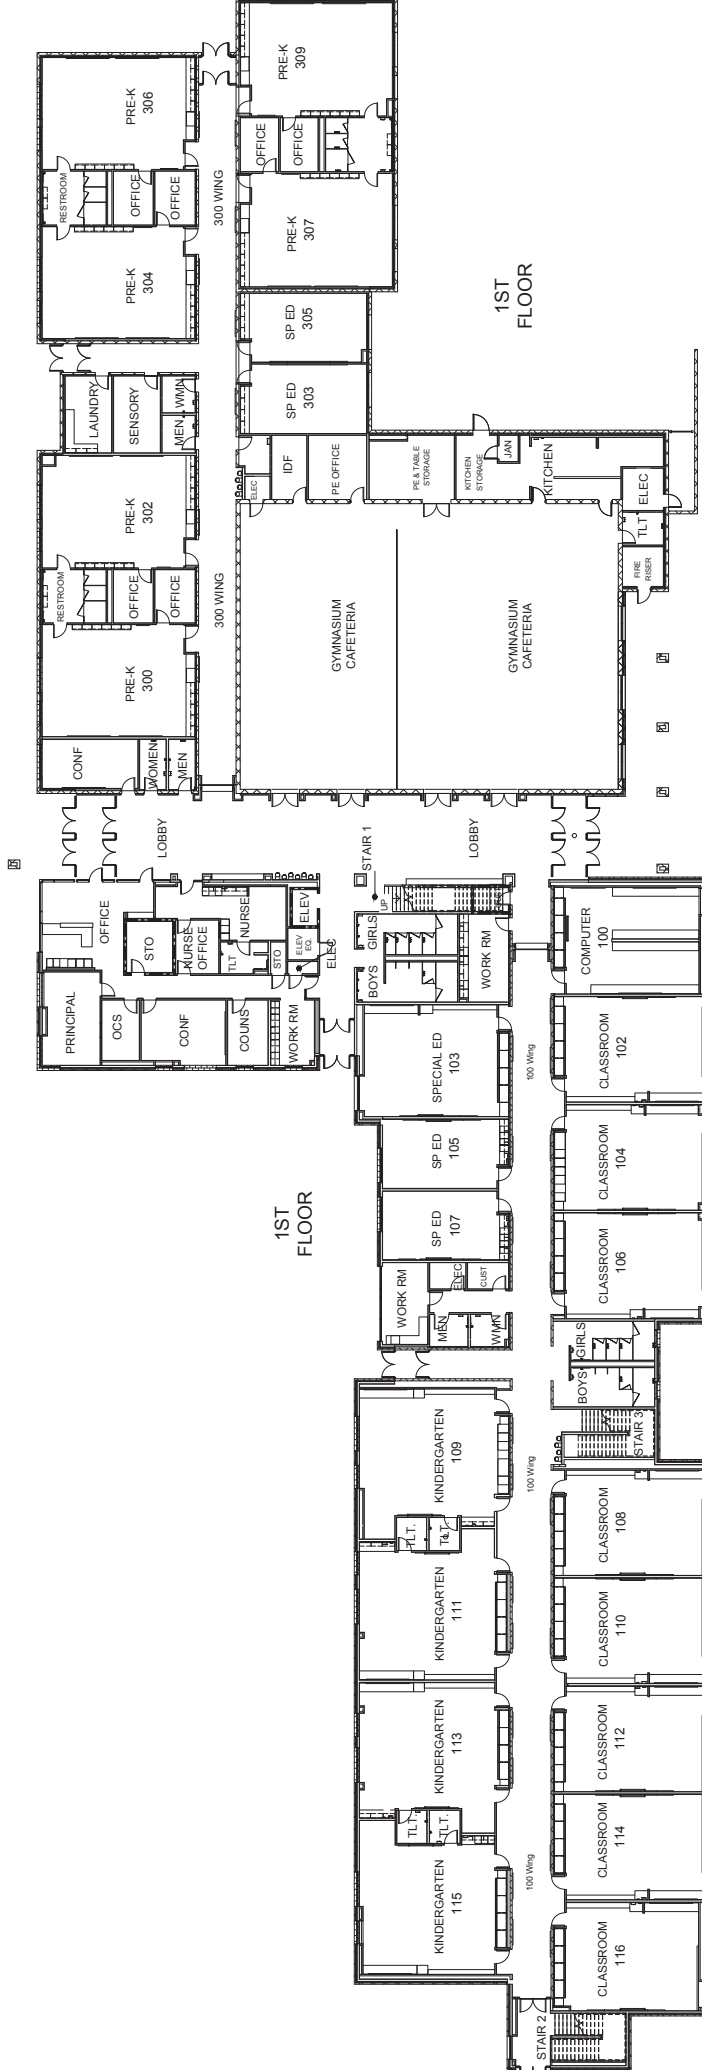 PRE-K
306
PRE-K
309
RESTROOM
OFFICE
OFFICE
OFFICE
OFFICE
300 WING
PRE-K
304
PRE-K
307
SP ED
305
1ST
FLOOR
LAUNDRY
SENSORY
WMN
MEN
SP ED
303
PRE-K
302
ELEC
IDF
PE OFFICE
PE & TABLE
STORAGE
KITCHEN
STORAGE
JAN
KITCHEN
ELEC
TLT
FIRE
RISER
RESTROOM
OFFICE
OFFICE
300 WING
PRE-K
300
GYMNASIUM
CAFETERIA
GYMNASIUM
CAFETERIA
CONF
WOMEN
MEN
LOBBY
STAIR 1
LOBBY
OFFICE
STO
NURSE
OFFICE
NURSE
TLT
STO
ELEV
ELEV
EQ.
ELEC
UP
GIRLS
BOYS
WORK RM
COMPUTER
100
PRINCIPAL
OCS
CONF
COUNS
WORK RM
SPECIAL ED
103
100 Wing
CLASSROOM
102
SP ED
105
CLASSROOM
104
1ST
FLOOR
SP ED
107
CLASSROOM
106
WORK RM
ELEC
CUST
MEN
WMN
GIRLS
BOYS
STAIR 3
KINDERGARTEN
109
100 Wing
CLASSROOM
108
TLT.
TLT.
KINDERGARTEN
111
CLASSROOM
110
KINDERGARTEN
113
CLASSROOM
112
TLT.
TLT.
CLASSROOM
114
KINDERGARTEN
115
100 Wing
CLASSROOM
116
STAIR 2